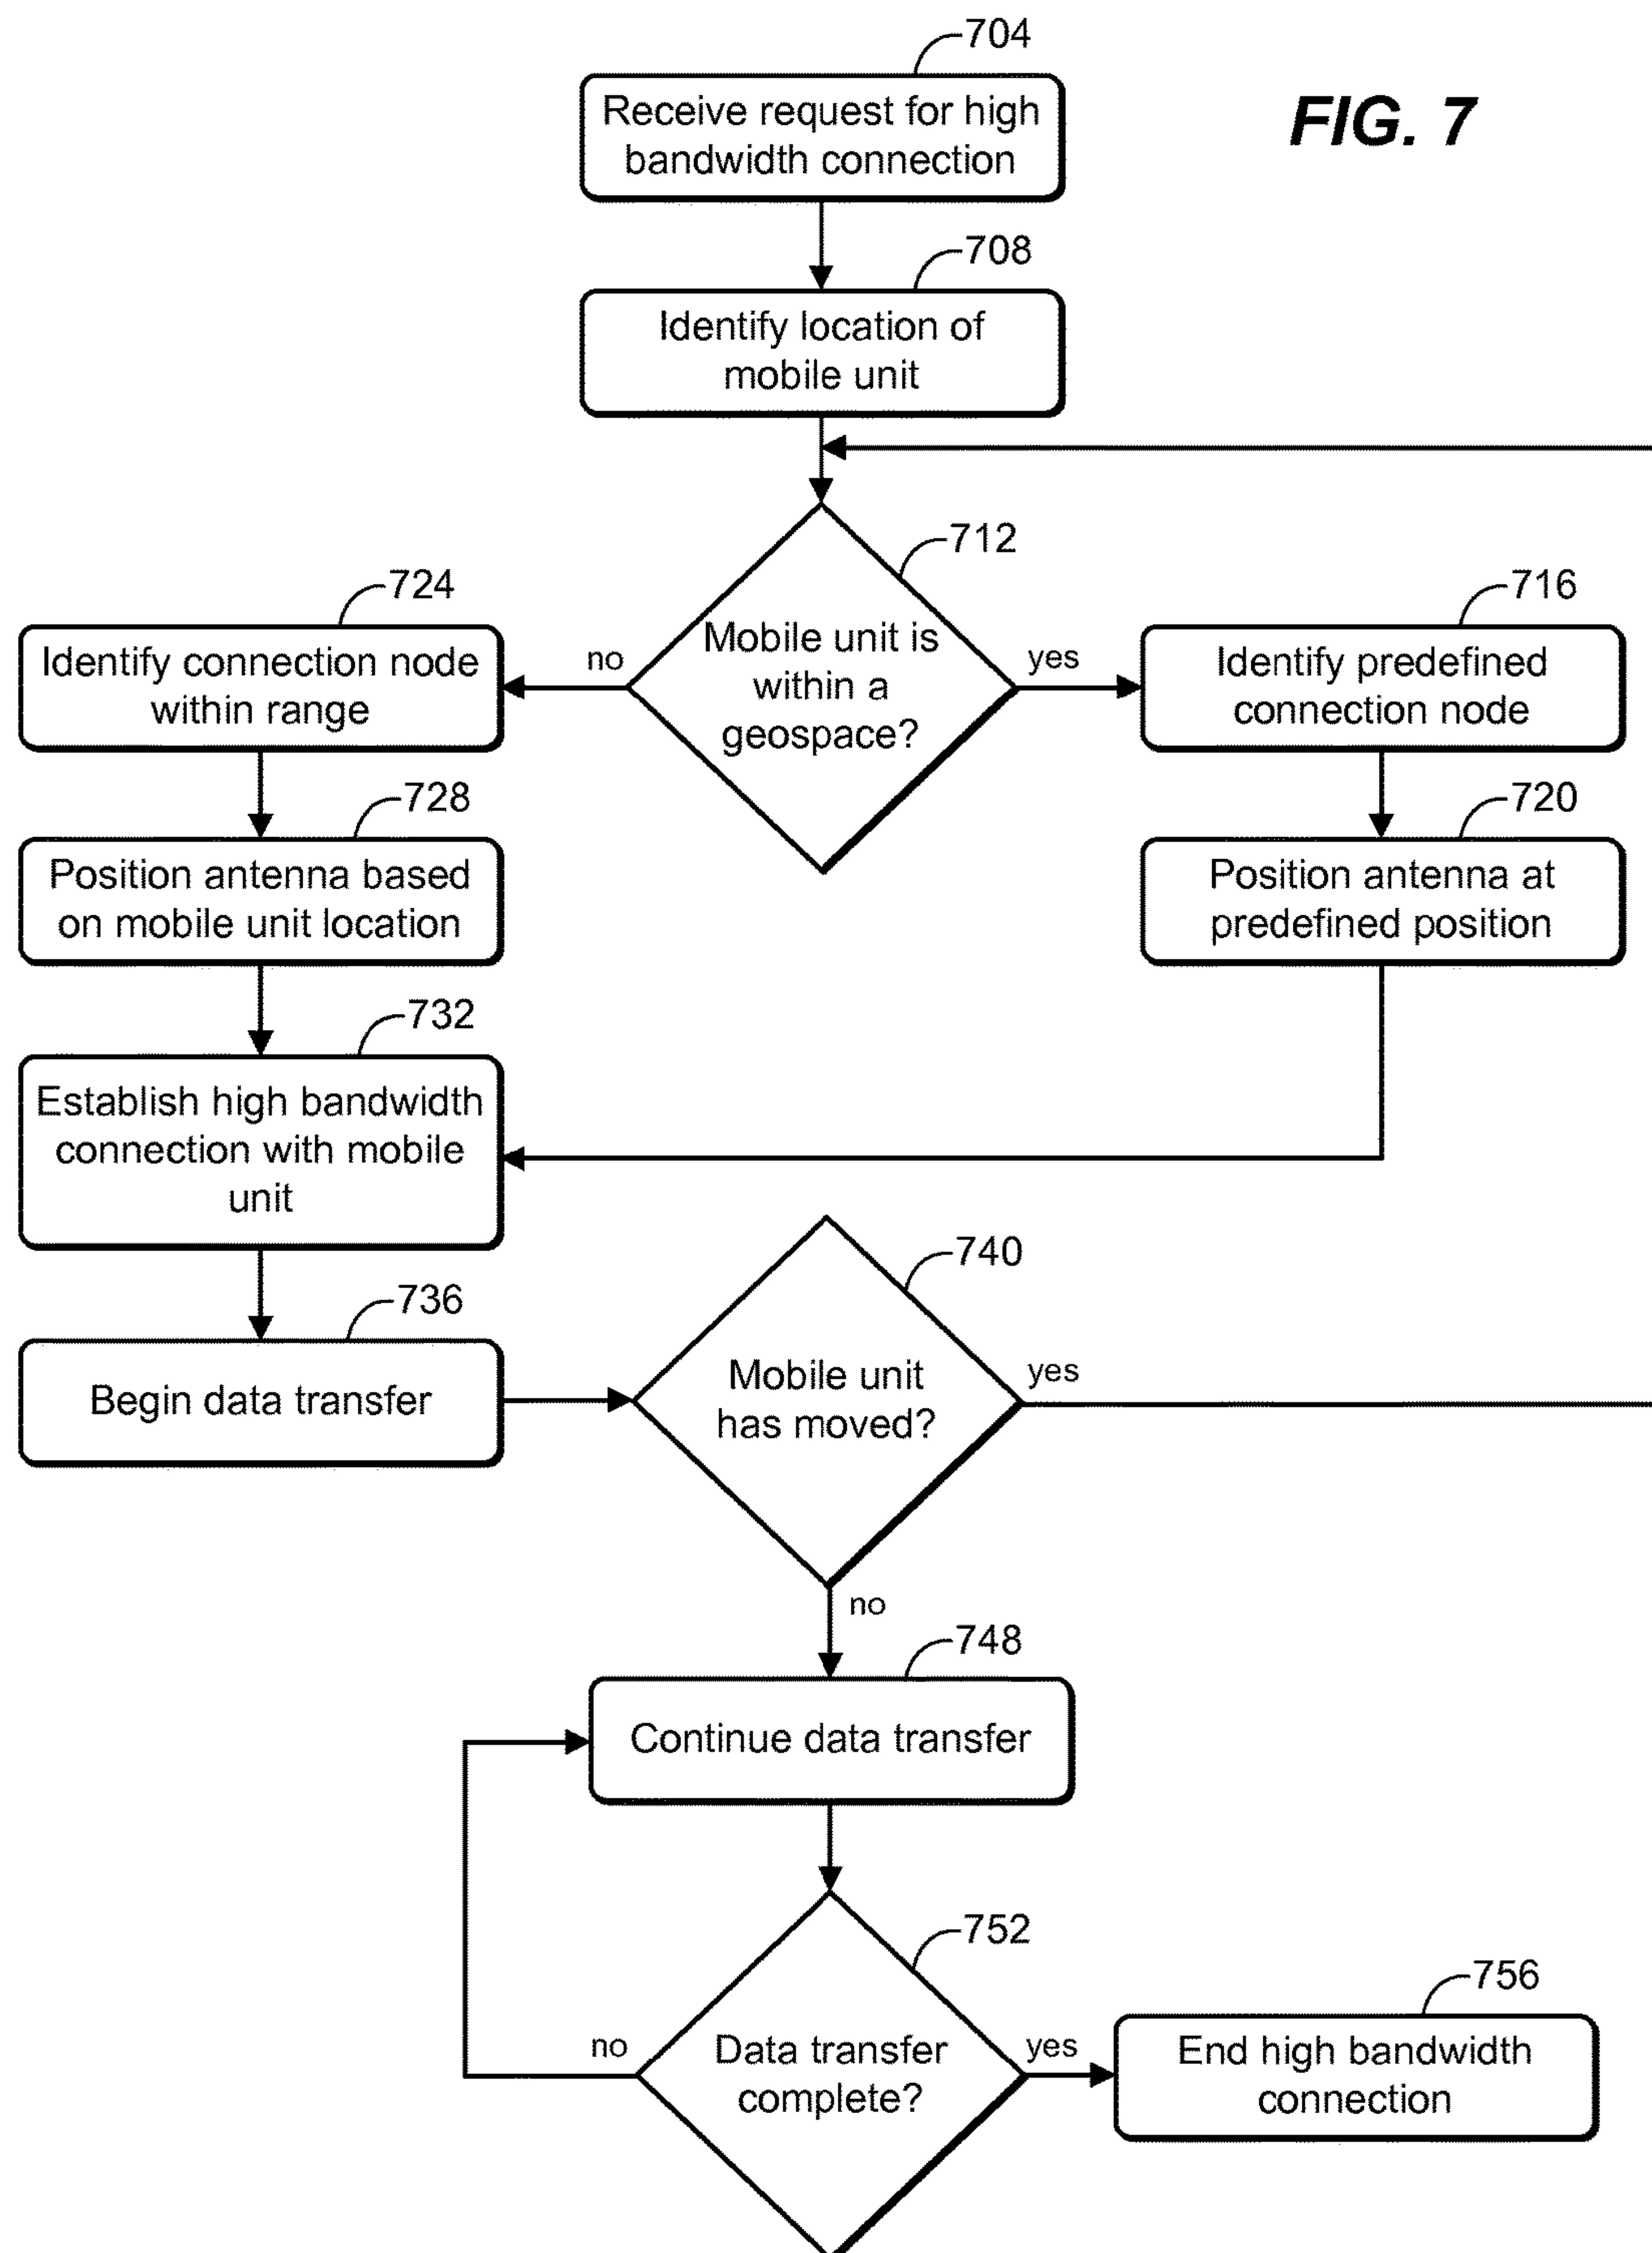 704
FIG. 7
Receive request for high
bandwidth connection
708
Identify location of
mobile unit
712
724
716
Mobile unit is
within a
geospace?
no
yes
Identify connection node
within range
Identify predefined
connection node
728
720
Position antenna based
on mobile unit location
Position antenna at
predefined position
732
Establish high bandwidth
connection with mobile
unit
740
736
Begin data transfer
Mobile unit
has moved?
yes
no
748
Continue data transfer
752
756
no
Data transfer
complete?
yes
End high bandwidth
connection